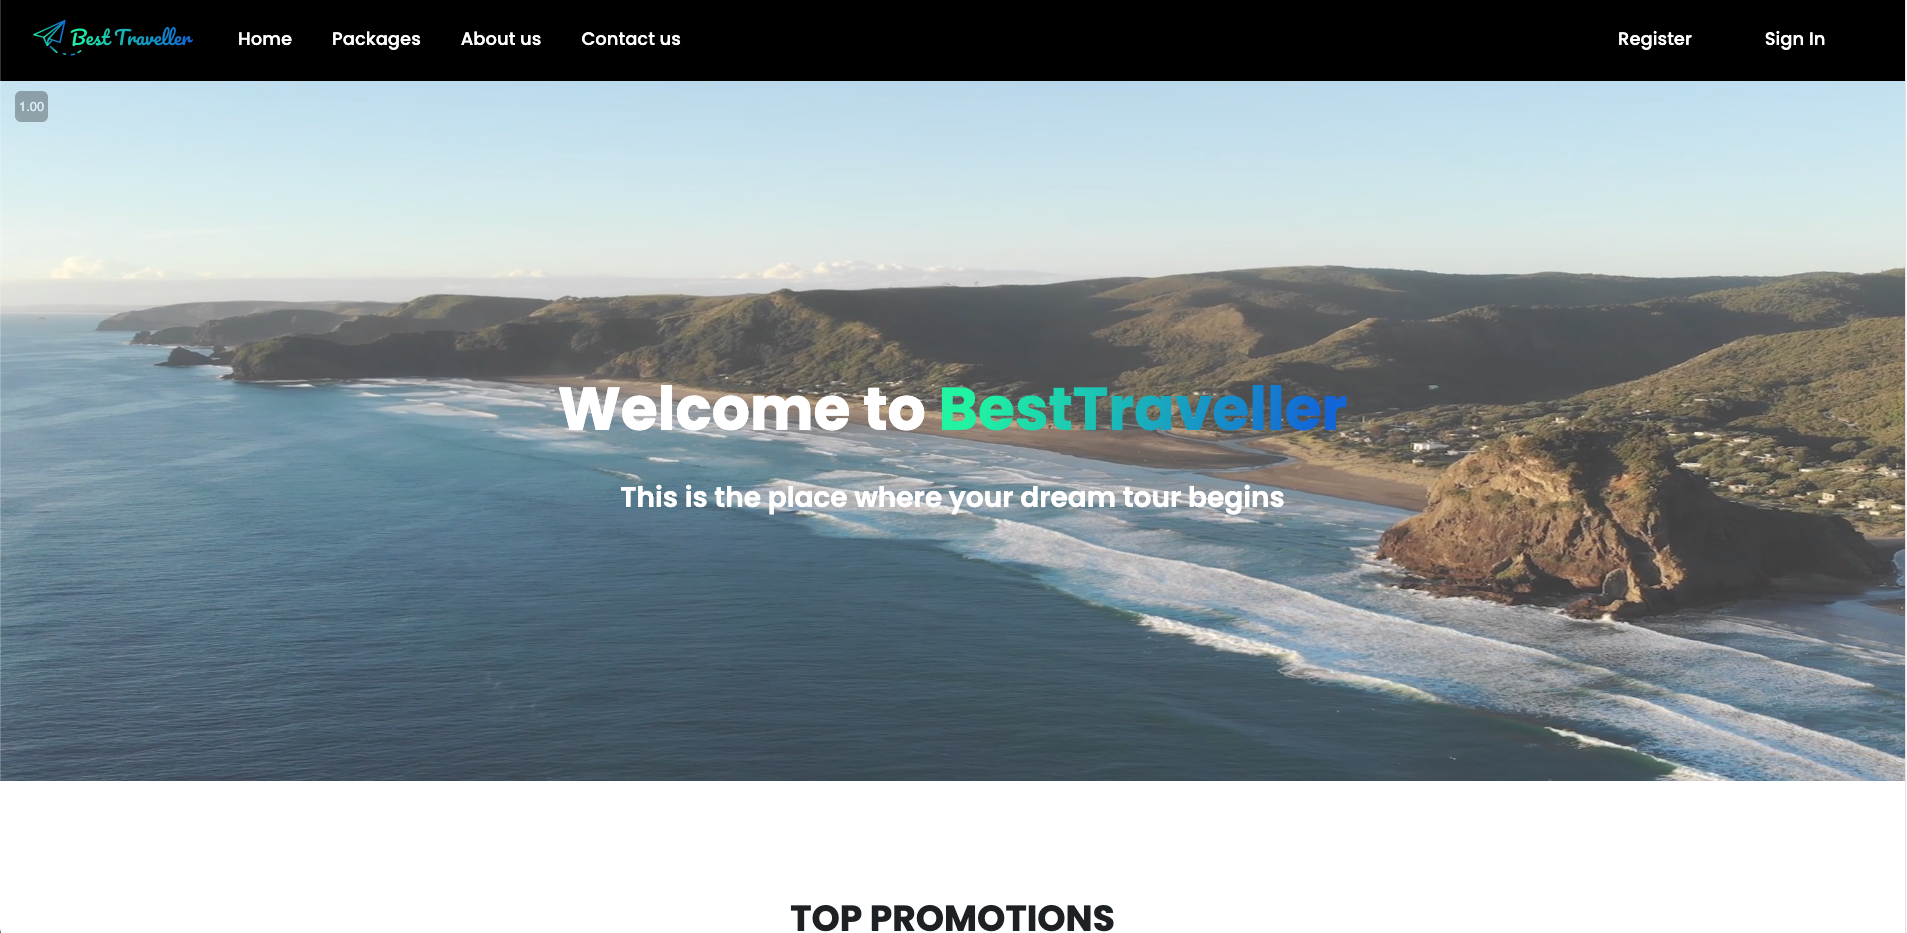 Best Traveller
Home Packages About us Contact us Register Sign In
1.00
Welcome to BestTraveller
This is the place where your dream tour begins
TOP PROMOTIONS